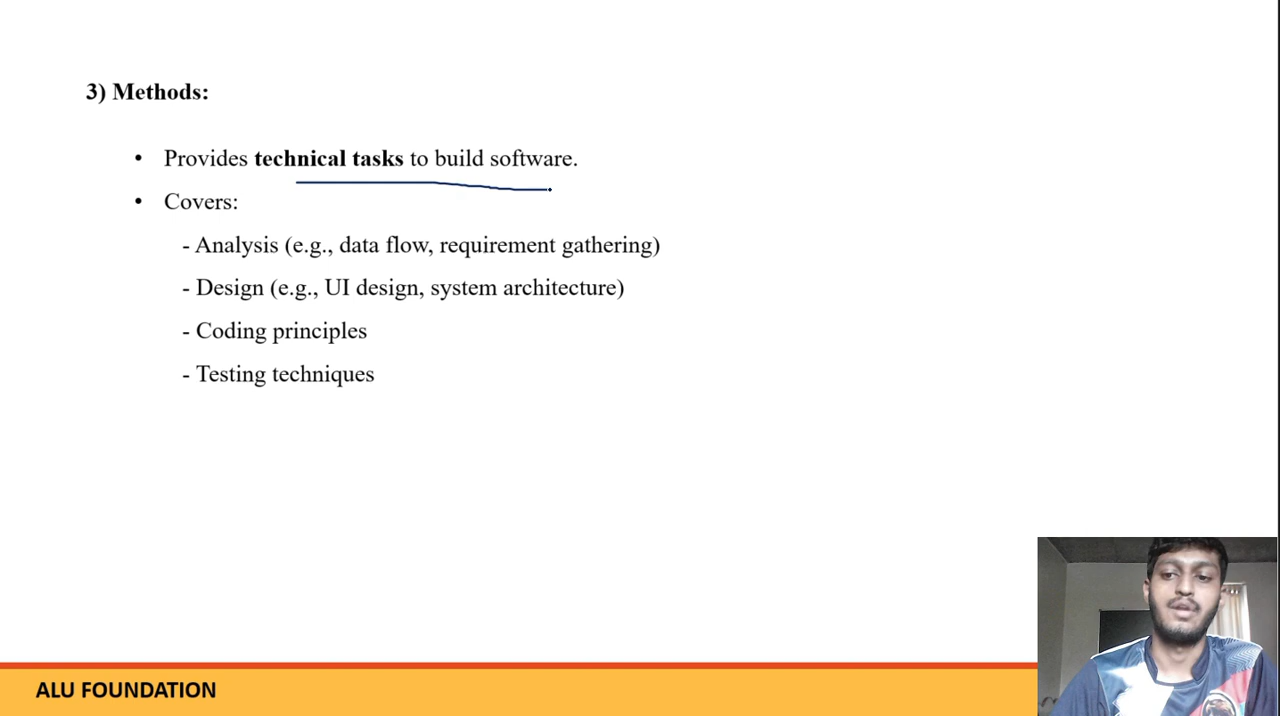 3) Methods:
• Provides technical tasks to build software.
• Covers:
- Analysis (e.g., data flow, requirement gathering)
- Design (e.g., UI design, system architecture)
- Coding principles
- Testing techniques
ALU FOUNDATION